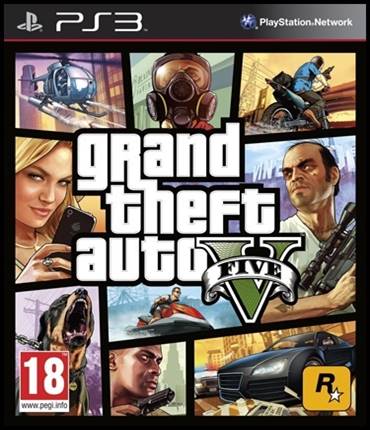 PS3
PlayStation®Network
grand
theft
auto
V
FIVE
18
www.pegi.info
R